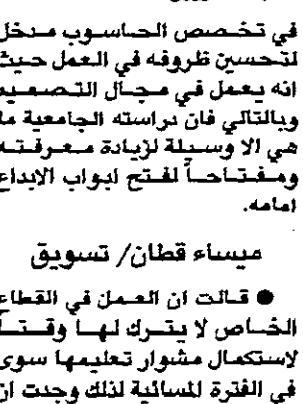 في تخصص الحاسوب مدخل
لتحسين ظروفه في العمل حيث
انه يعمل في مجال التصميم
وبالتالي فان دراسته الجامعية ما
هي الا وسيلة لزيادة معرفته
ومفتاحاً لفتح ابواب الابداع
امامه.
ميساء قطان/ تسويق
● قالت ان العمل في القطاع
الخاص لا يترك لها وقتاً
لاستكمال مشوار تعليمها سوى
في الفترة المسائية لذلك وجدت ان